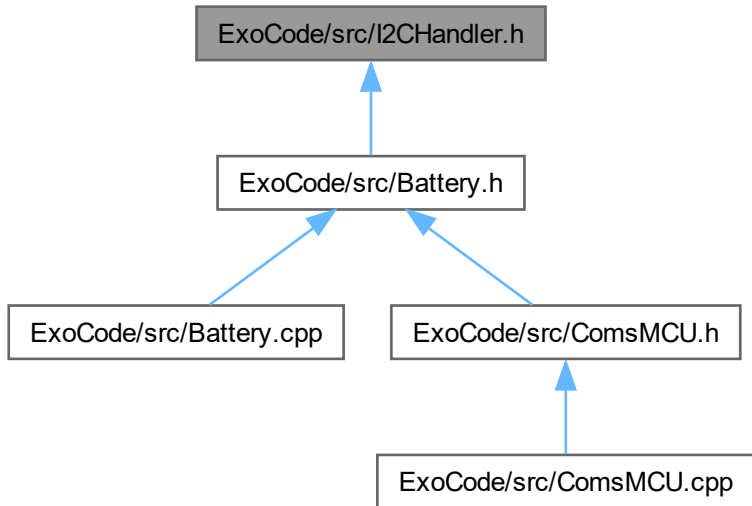 ExoCode/src/I2CHandler.h
ExoCode/src/Battery.h
ExoCode/src/Battery.cpp
ExoCode/src/ComsMCU.h
ExoCode/src/ComsMCU.cpp